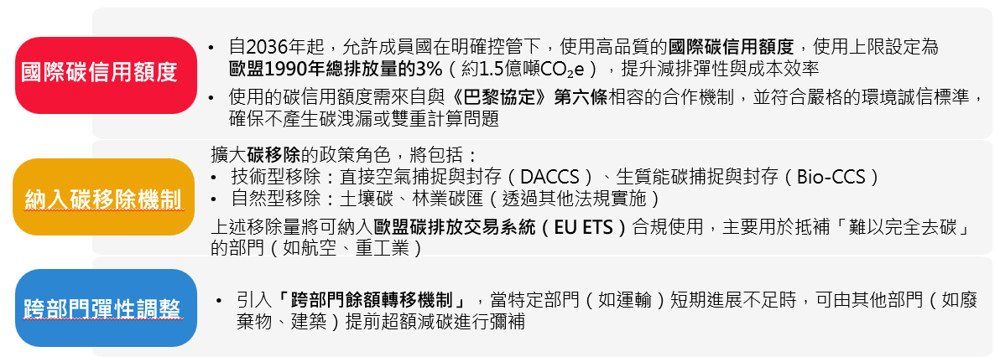 國際碳信用額度
• 自2036年起，允許成員國在明確控管下，使用高品質的國際碳信用額度，使用上限設定為
歐盟1990年總排放量的3%（約1.5億噸CO₂e），提升減排彈性與成本效率
• 使用的碳信用額度需來自與《巴黎協定》第六條相容的合作機制，並符合嚴格的環境誠信標準，
確保不產生碳洩漏或雙重計算問題
納入碳移除機制
擴大碳移除的政策角色，將包括：
• 技術型移除：直接空氣捕捉與封存（DACCS）、生質能碳捕捉與封存（Bio-CCS）
• 自然型移除：土壤碳、林業碳匯（透過其他法規實施）
上述移除量將可納入歐盟碳排放交易系統（EU ETS）合規使用，主要用於抵補「難以完全去碳」
的部門（如航空、重工業）
跨部門彈性調整
• 引入「跨部門餘額轉移機制」，當特定部門（如運輸）短期進展不足時，可由其他部門（如廢
棄物、建築）提前超額減碳進行彌補